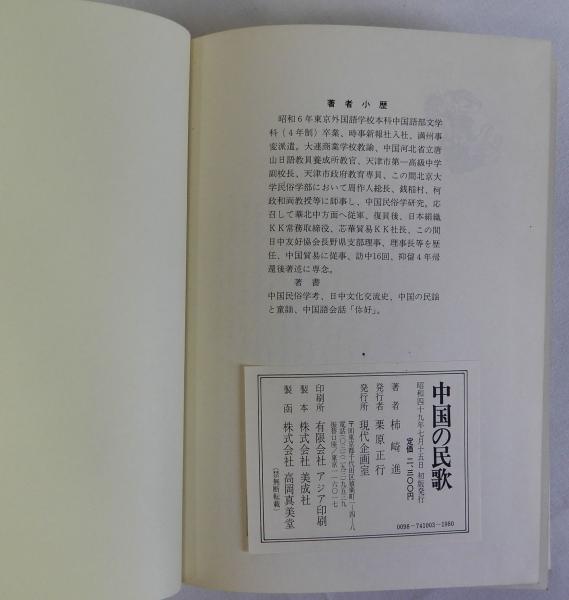 著者小歴
昭和6年東京外国語学校本科中国語部文学
科(4年制)卒業、時事新報社入社、満州事
変派遣。大連商業学校教諭、中国河北省立唐
山日語教員養成所教官、天津市第一高級中学
副校長、天津市政府教育専員、この間北京大
学民俗学部において周作人総長、銭稲村、柯
政和両教授等に師事し、中国民俗学研究。応
召して華北中方面へ従軍、復員後、日本絹織
KK常務取締役、芯華貿易KK社長、この間
日中友好協会長野県支部理事、理事長等を歴
任、中国貿易に従事、訪中16回、抑留4年帰
還後著述に専念。
著書
中国民俗学考、日中文化交流史、中国の民謡
と童謡、中国語会話「你好」。
中国の民歌
昭和四十九年七月十五日 初版発行
定価 二、三〇〇円
著者 柿崎進
発行者 栗原正行
発行所 現代企画室
印刷所 有限会社 アジア印刷
製本 株式会社 美成社
製函 株式会社 高岡真美堂
(禁無断転載)
0098-741003-1980